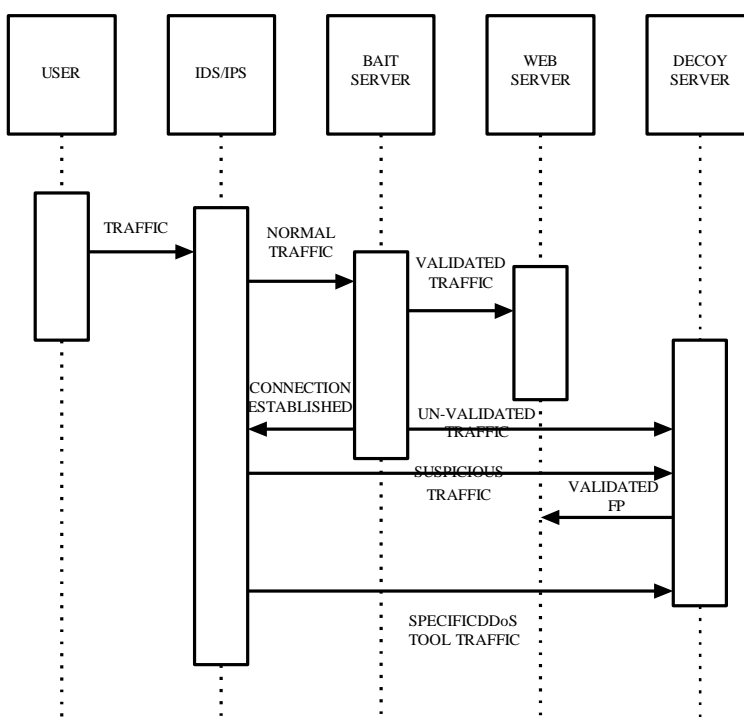 USER
IDS/IPS
BAIT
SERVER
WEB
SERVER
DECOY
SERVER
TRAFFIC
NORMAL
TRAFFIC
VALIDATED
TRAFFIC
CONNECTION
ESTABLISHED
UN-VALIDATED
TRAFFIC
SUSPICIOUS
TRAFFIC
VALIDATED
FP
SPECIFICDDoS
TOOL TRAFFIC